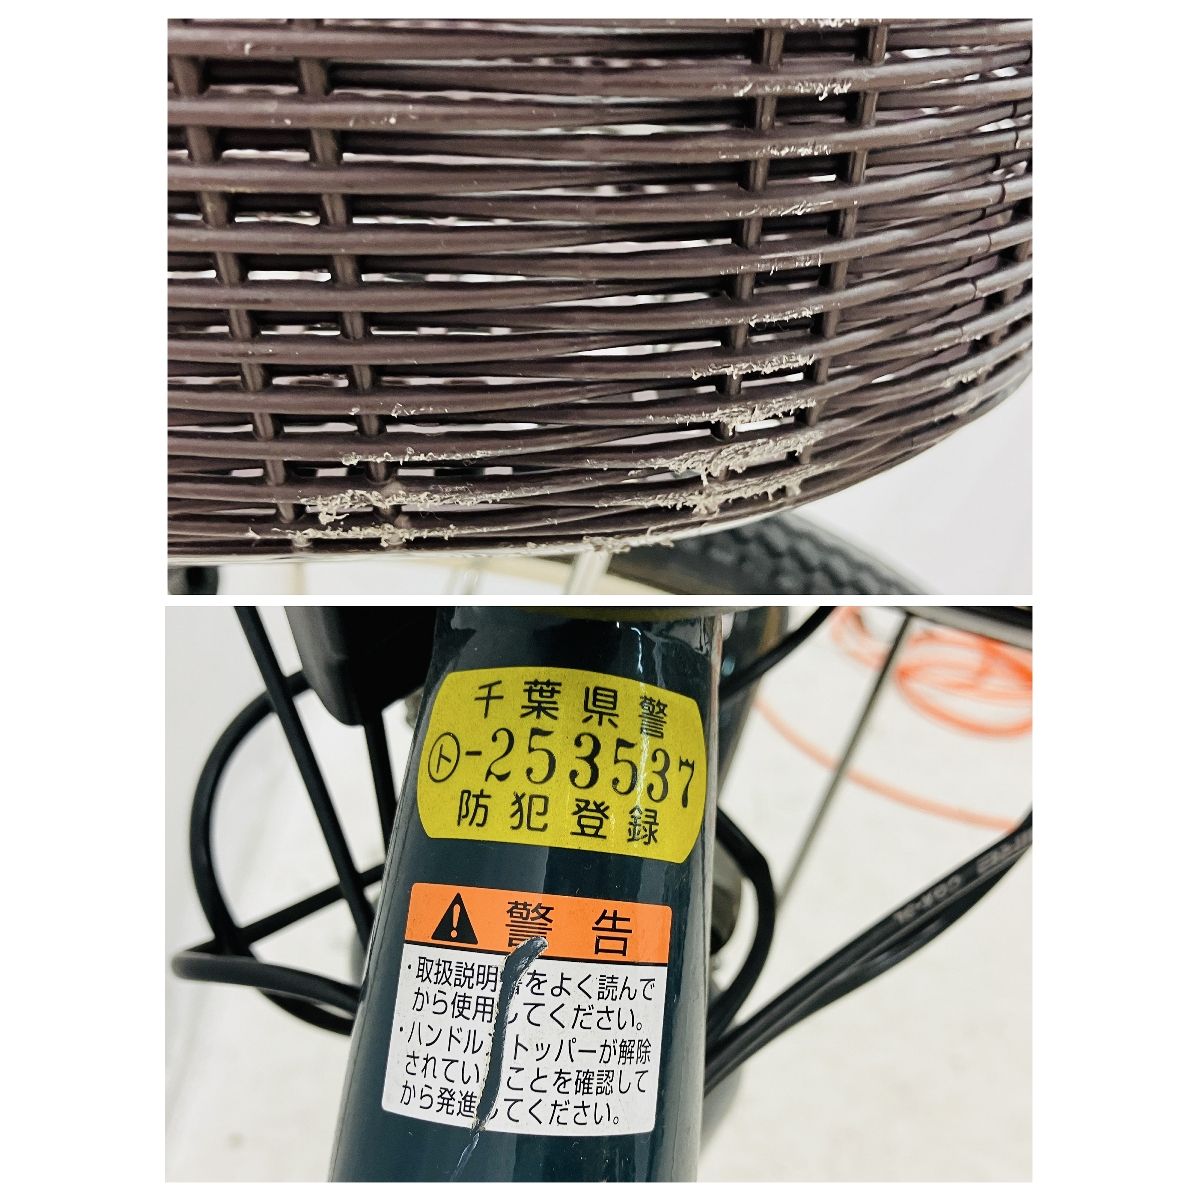 千葉県警
ト-253537
防犯登録
警告
・取扱説明書をよく読んで
から使用してください。
・ハンドルストッパーが解除
されていることを確認して
から発進してください。